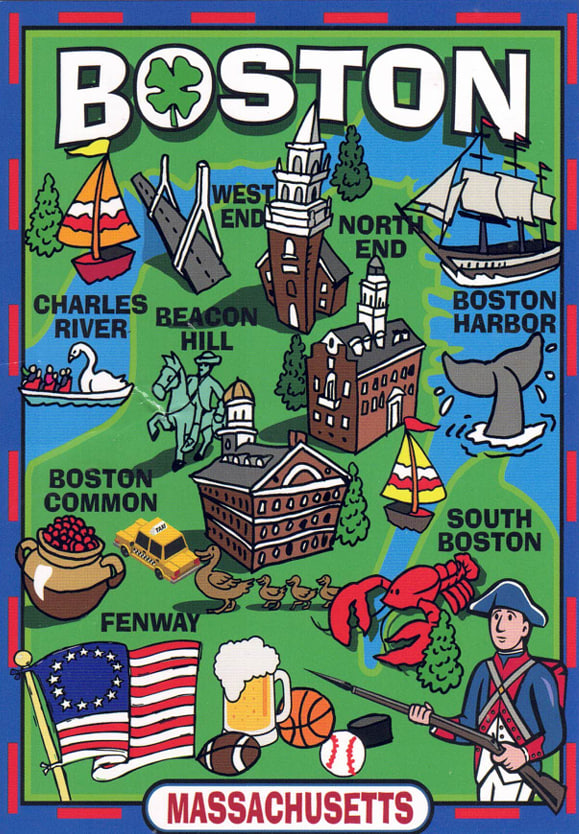 BOSTON
WEST
END
NORTH
END
CHARLES
RIVER
BEACON
HILL
BOSTON
HARBOR
BOSTON
COMMON
TAXI
SOUTH
BOSTON
FENWAY
MASSACHUSETTS